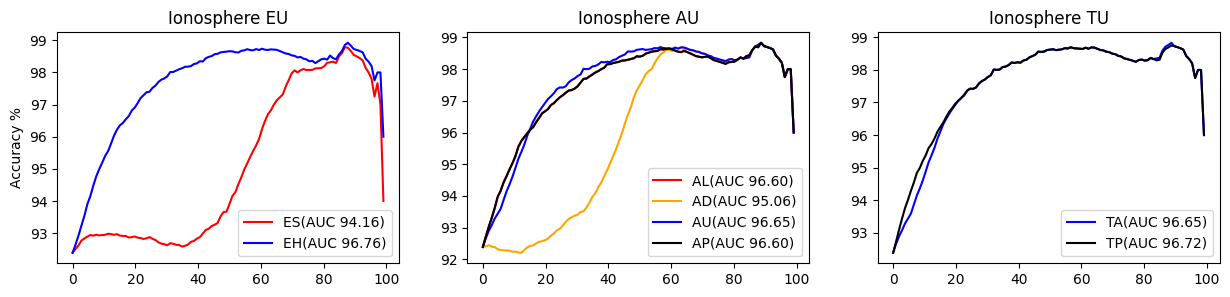 Ionosphere EU
Accuracy %
99
98
97
96
95
94
93
0 20 40 60 80 100
ES(AUC 94.16)
EH(AUC 96.76)
Ionosphere AU
99
98
97
96
95
94
93
92
0 20 40 60 80 100
AL(AUC 96.60)
AD(AUC 95.06)
AU(AUC 96.65)
AP(AUC 96.60)
Ionosphere TU
99
98
97
96
95
94
93
0 20 40 60 80 100
TA(AUC 96.65)
TP(AUC 96.72)